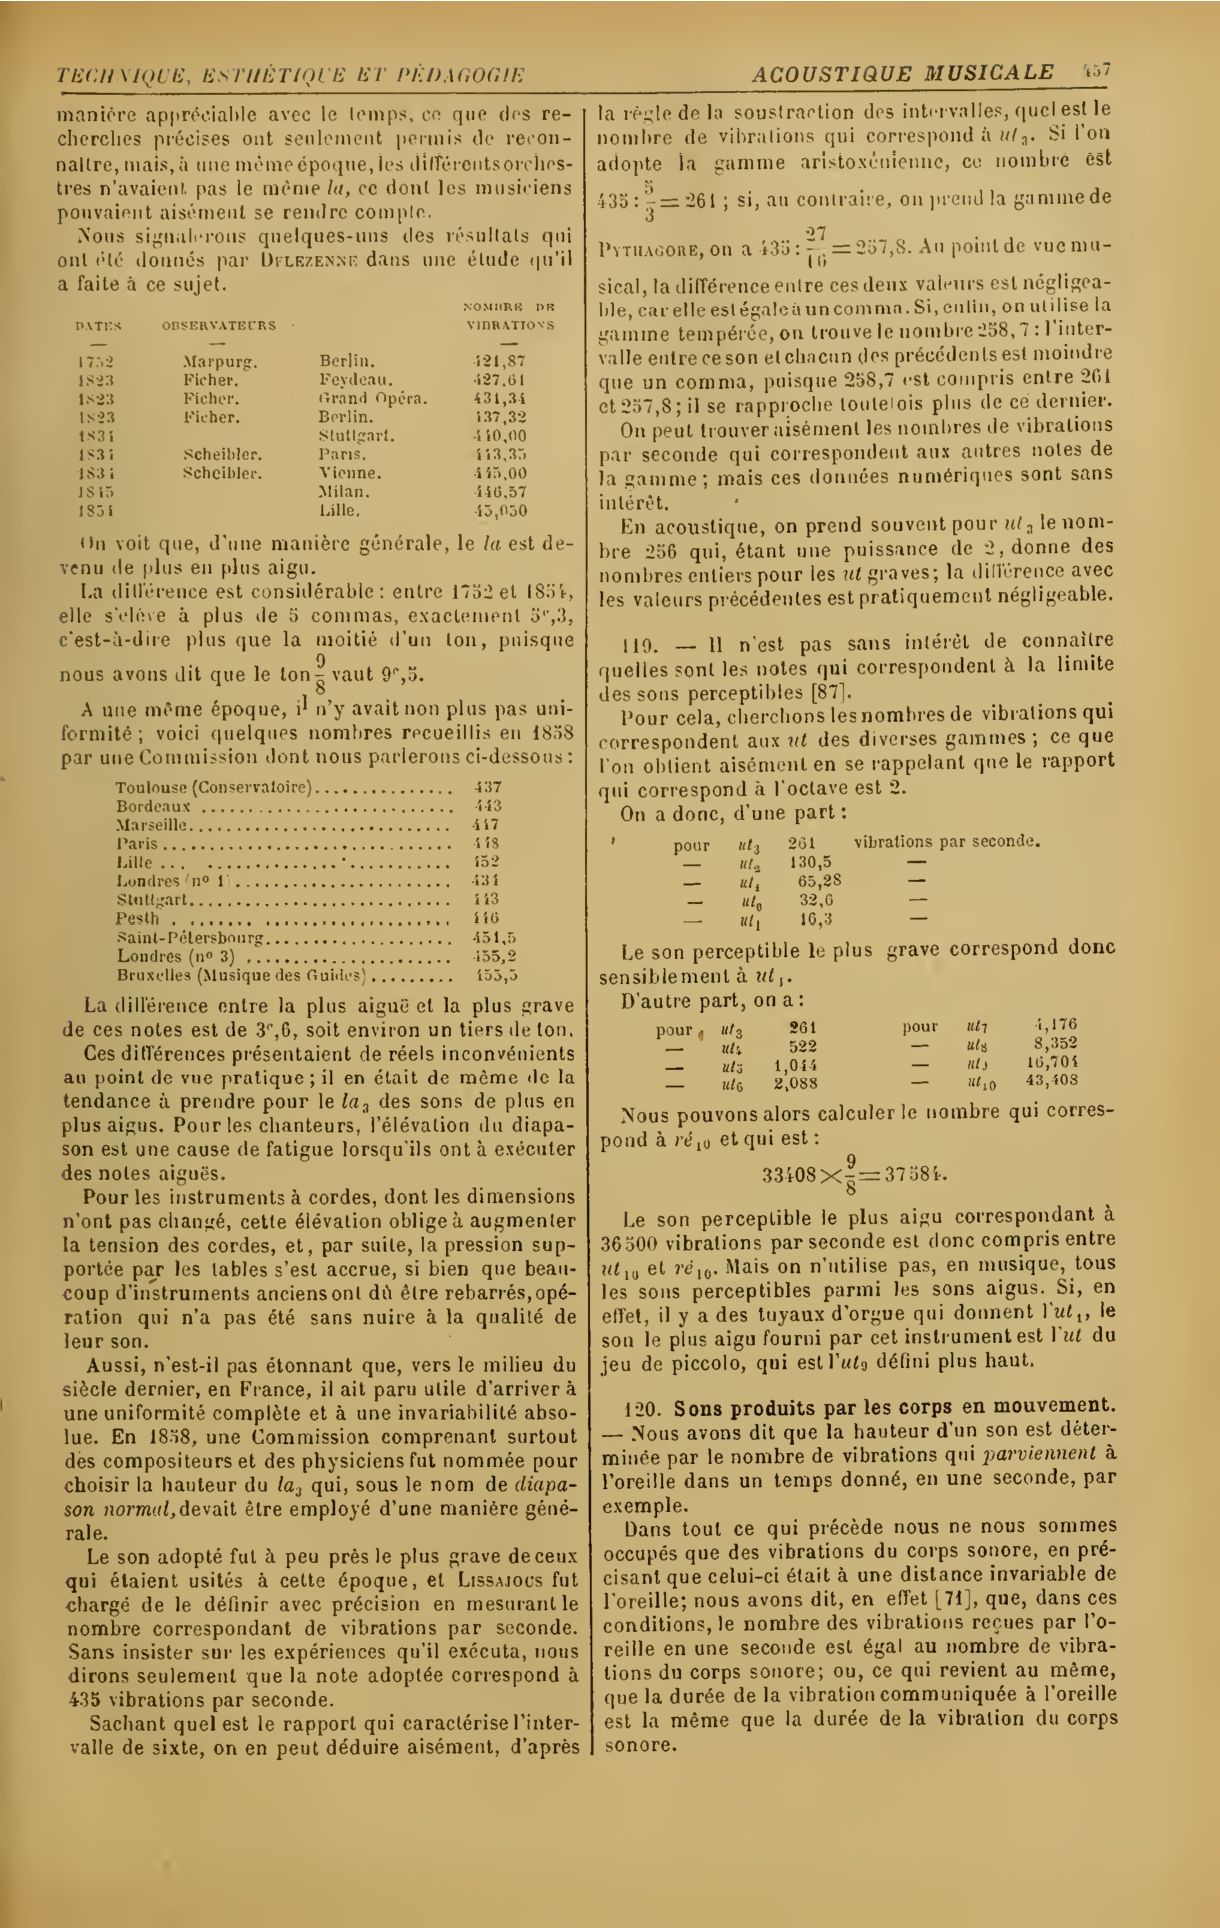 TECHNIQUE, ESTHÉTIQUE ET PÉDAGOGIE
ACOUSTIQUE MUSICALE 457
manière appréciable avec le temps, ce que des re-
cherches précises ont seulement permis de recon-
naître, mais, à une même époque, les différents orches-
tres n'avaient pas le même la, ce dont les musiciens
pouvaient aisément se rendre compte.
Nous signalerons quelques-uns des résultats qui
ont été donnés par DELEZENNE dans une étude qu'il
a faite à ce sujet.
DATES OBSERVATEURS NOMBRE DE VIBRATIONS
1752 Marpurg. Berlin. 421,87
1823 Ficher. Feydeau. 427,61
1823 Ficher. Grand Opéra. 431,34
1823 Ficher. Berlin. 437,32
1834 Stuttgart. 440,00
1834 Scheibler. Paris. 443,35
1834 Scheibler. Vienne. 445,00
1845 Milan. 446,57
1854 Lille. 45,050
On voit que, d'une manière générale, le la est de-
venu de plus en plus aigu.
La différence est considérable : entre 1752 et 1854,
elle s'élève à plus de 5 commas, exactement 5c,3,
c'est-à-dire plus que la moitié d'un ton, puisque
nous avons dit que le ton 9/8 vaut 9c,5.
A une même époque, il n'y avait non plus pas uni-
formité ; voici quelques nombres recueillis en 1858
par une Commission dont nous parlerons ci-dessous :
Toulouse (Conservatoire)............... 437
Bordeaux ......................... 443
Marseille........................... 447
Paris............................. 448
Lille ... ....................... 452
Londres (n° 1)...................... 434
Stuttgart.......................... 443
Pesth . ........................ 446
Saint-Pétersbourg................... 451,5
Londres (n° 3) ..................... 455,2
Bruxelles (Musique des Guides)......... 455,5
La différence entre la plus aiguë et la plus grave
de ces notes est de 3c,6, soit environ un tiers de ton.
Ces différences présentaient de réels inconvénients
au point de vue pratique ; il en était de même de la
tendance à prendre pour le la3 des sons de plus en
plus aigus. Pour les chanteurs, l'élévation du diapa-
son est une cause de fatigue lorsqu'ils ont à exécuter
des notes aiguës.
Pour les instruments à cordes, dont les dimensions
n'ont pas changé, cette élévation oblige à augmenter
la tension des cordes, et, par suite, la pression sup-
portée par les tables s'est accrue, si bien que beau-
coup d'instruments anciens ont dû être rebarrés, opé-
ration qui n'a pas été sans nuire à la qualité de
leur son.
Aussi, n'est-il pas étonnant que, vers le milieu du
siècle dernier, en France, il ait paru utile d'arriver à
une uniformité complète et à une invariabilité abso-
lue. En 1858, une Commission comprenant surtout
des compositeurs et des physiciens fut nommée pour
choisir la hauteur du la3 qui, sous le nom de diapa-
son normal, devait être employé d'une manière géné-
rale.
Le son adopté fut à peu près le plus grave de ceux
qui étaient usités à cette époque, et LISSAJOUS fut
chargé de le définir avec précision en mesurant le
nombre correspondant de vibrations par seconde.
Sans insister sur les expériences qu'il exécuta, nous
dirons seulement que la note adoptée correspond à
435 vibrations par seconde.
Sachant quel est le rapport qui caractérise l'inter-
valle de sixte, on en peut déduire aisément, d'après
la règle de la soustraction des intervalles, quel est le
nombre de vibrations qui correspond à ut3. Si l'on
adopte la gamme aristoxénienne, ce nombre est
435 : 5/3 = 261 ; si, au contraire, on prend la gamme de
PYTHAGORE, on a 435 : 27/16 = 257,8. Au point de vue mu-
sical, la différence entre ces deux valeurs est négligea-
ble, car elle est égale à un comma. Si, enfin, on utilise la
gamme tempérée, on trouve le nombre 258,7 : l'inter-
valle entre ce son et chacun des précédents est moindre
que un comma, puisque 258,7 est compris entre 261
et 257,8 ; il se rapproche toutefois plus de ce dernier.
On peut trouver aisément les nombres de vibrations
par seconde qui correspondent aux autres notes de
la gamme ; mais ces données numériques sont sans
intérêt.
En acoustique, on prend souvent pour ut3 le nom-
bre 256 qui, étant une puissance de 2, donne des
nombres entiers pour les ut graves ; la différence avec
les valeurs précédentes est pratiquement négligeable.
119. — Il n'est pas sans intérêt de connaître
quelles sont les notes qui correspondent à la limite
des sons perceptibles [87].
Pour cela, cherchons les nombres de vibrations qui
correspondent aux ut des diverses gammes ; ce que
l'on obtient aisément en se rappelant que le rapport
qui correspond à l'octave est 2.
On a donc, d'une part :
pour ut3 261 vibrations par seconde.
— ut2 130,5 —
— ut1 65,28 —
— ut0 32,6 —
— ut1 16,3 —
Le son perceptible le plus grave correspond donc
sensiblement à ut1.
D'autre part, on a :
pour ut3 261 pour ut7 4,176
— ut4 522 — ut8 8,352
— ut5 1,044 — ut9 16,704
— ut6 2,088 — ut10 43,408
Nous pouvons alors calculer le nombre qui corres-
pond à ré10 et qui est :
33408 × 9/8 = 37584.
Le son perceptible le plus aigu correspondant à
36500 vibrations par seconde est donc compris entre
ut10 et ré10. Mais on n'utilise pas, en musique, tous
les sons perceptibles parmi les sons aigus. Si, en
effet, il y a des tuyaux d'orgue qui donnent l'ut1, le
son le plus aigu fourni par cet instrument est l'ut du
jeu de piccolo, qui est l'ut9 défini plus haut.
120. Sons produits par les corps en mouvement.
— Nous avons dit que la hauteur d'un son est déter-
minée par le nombre de vibrations qui parviennent à
l'oreille dans un temps donné, en une seconde, par
exemple.
Dans tout ce qui précède nous ne nous sommes
occupés que des vibrations du corps sonore, en pré-
cisant que celui-ci était à une distance invariable de
l'oreille; nous avons dit, en effet [71], que, dans ces
conditions, le nombre des vibrations reçues par l'o-
reille en une seconde est égal au nombre de vibra-
tions du corps sonore; ou, ce qui revient au même,
que la durée de la vibration communiquée à l'oreille
est la même que la durée de la vibration du corps
sonore.